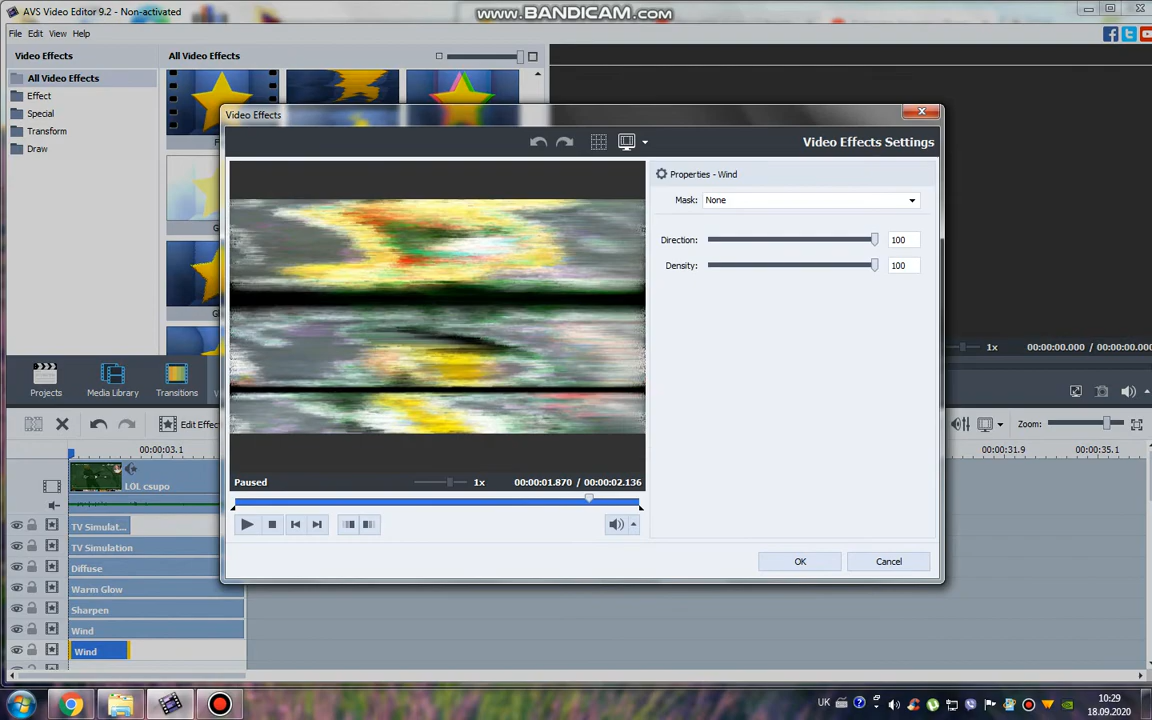 AVS Video Editor 9.2 - Non-activated
www.BANDICAM.com
File Edit View Help
Video Effects
All Video Effects
All Video Effects
Effect
Special
Transform
Draw
Video Effects
Video Effects Settings
Properties - Wind
Mask: None
Direction: 100
Density: 100
Paused
1x
00:00:01.870 / 00:00:02.136
OK
Cancel
1x
00:00:00.000 / 00:00:00.000
Projects
Media Library
Transitions
Edit Effec
Zoom:
00:00:03.1
00:00:31.9
00:00:35.1
LOL csupo
TV Simulat...
TV Simulation
Diffuse
Warm Glow
Sharpen
Wind
Wind
UK
10:29
18.09.2020